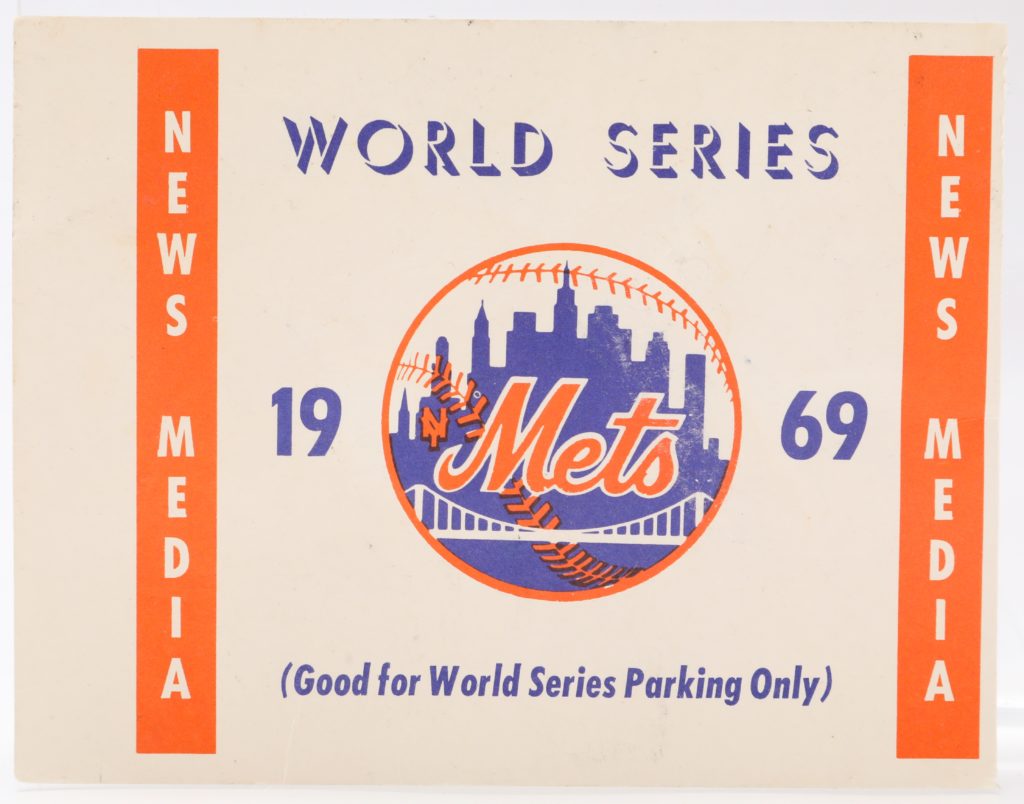 NEWS MEDIA
WORLD SERIES
19 69
NY
Mets
(Good for World Series Parking Only)
NEWS MEDIA